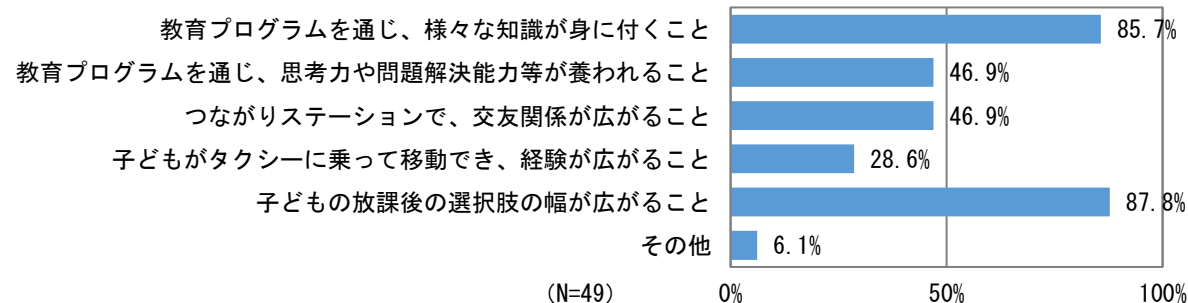 教育プログラムを通じ、様々な知識が身に付くこと 85.7%
教育プログラムを通じ、思考力や問題解決能力等が養われること 46.9%
つながりステーションで、交友関係が広がること 46.9%
子どもがタクシーに乗って移動でき、経験が広がること 28.6%
子どもの放課後の選択肢の幅が広がること 87.8%
その他 6.1%
(N=49) 0% 50% 100%